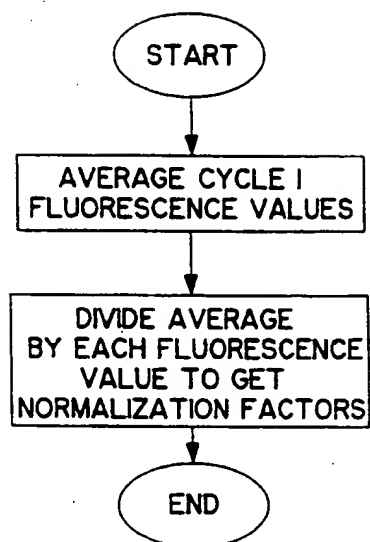 START
AVERAGE CYCLE I
FLUORESCENCE VALUES
DIVIDE AVERAGE
BY EACH FLUORESCENCE
VALUE TO GET
NORMALIZATION FACTORS
END